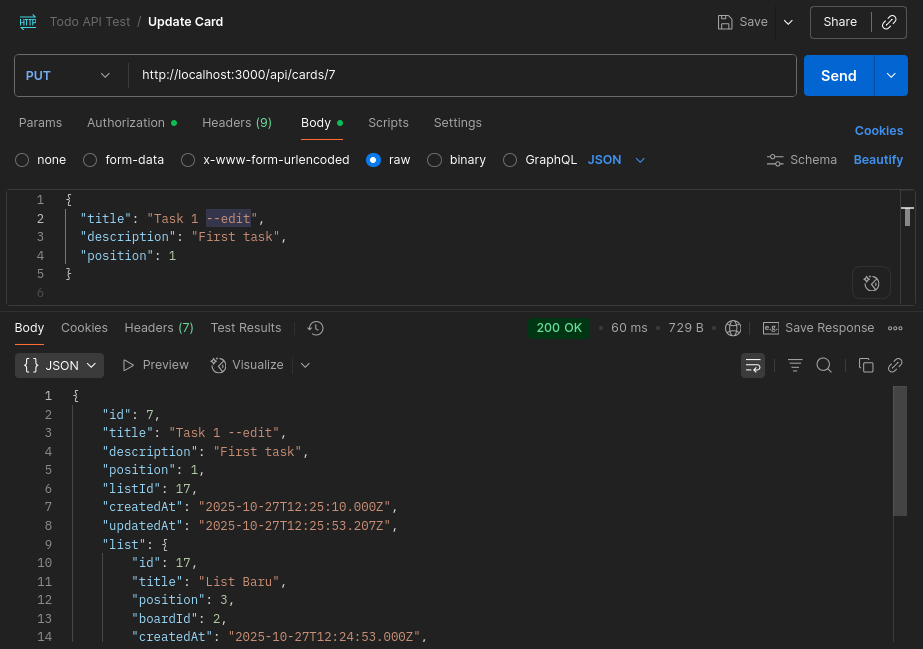 HTTP Todo API Test / Update Card Save Share
PUT http://localhost:3000/api/cards/7 Send
Params Authorization Headers (9) Body Scripts Settings Cookies
none form-data x-www-form-urlencoded raw binary GraphQL JSON Schema Beautify
1 {
2 "title": "Task 1 --edit",
3 "description": "First task",
4 "position": 1
5 }
6
Body Cookies Headers (7) Test Results 200 OK • 60 ms • 729 B • e.g. Save Response
{} JSON Preview Visualize
1 {
2 "id": 7,
3 "title": "Task 1 --edit",
4 "description": "First task",
5 "position": 1,
6 "listId": 17,
7 "createdAt": "2025-10-27T12:25:10.000Z",
8 "updatedAt": "2025-10-27T12:25:53.207Z",
9 "list": {
10 "id": 17,
11 "title": "List Baru",
12 "position": 3,
13 "boardId": 2,
14 "createdAt": "2025-10-27T12:24:53.000Z",